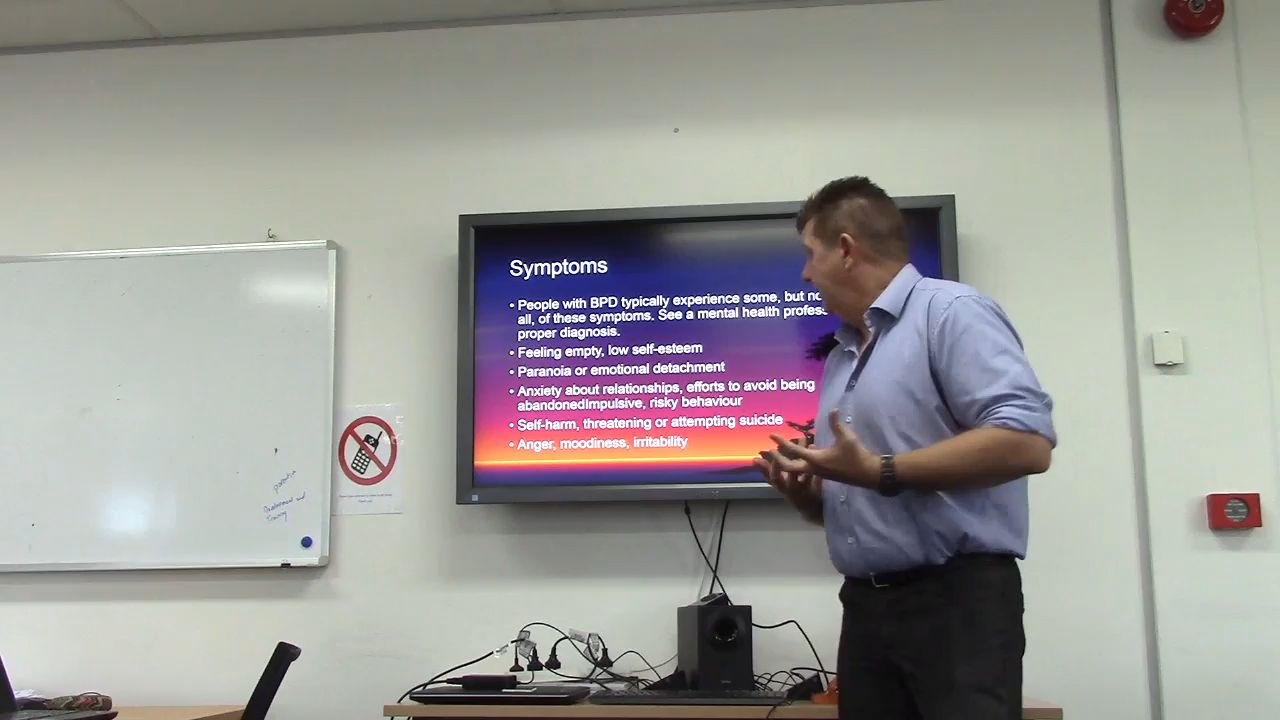 Symptoms
• People with BPD typically experience some, but no
all, of these symptoms. See a mental health profes
proper diagnosis.
• Feeling empty, low self-esteem
• Paranoia or emotional detachment
• Anxiety about relationships, efforts to avoid being
abandonedImpulsive, risky behaviour
• Self-harm, threatening or attempting suicide
• Anger, moodiness, irritability
and
Training